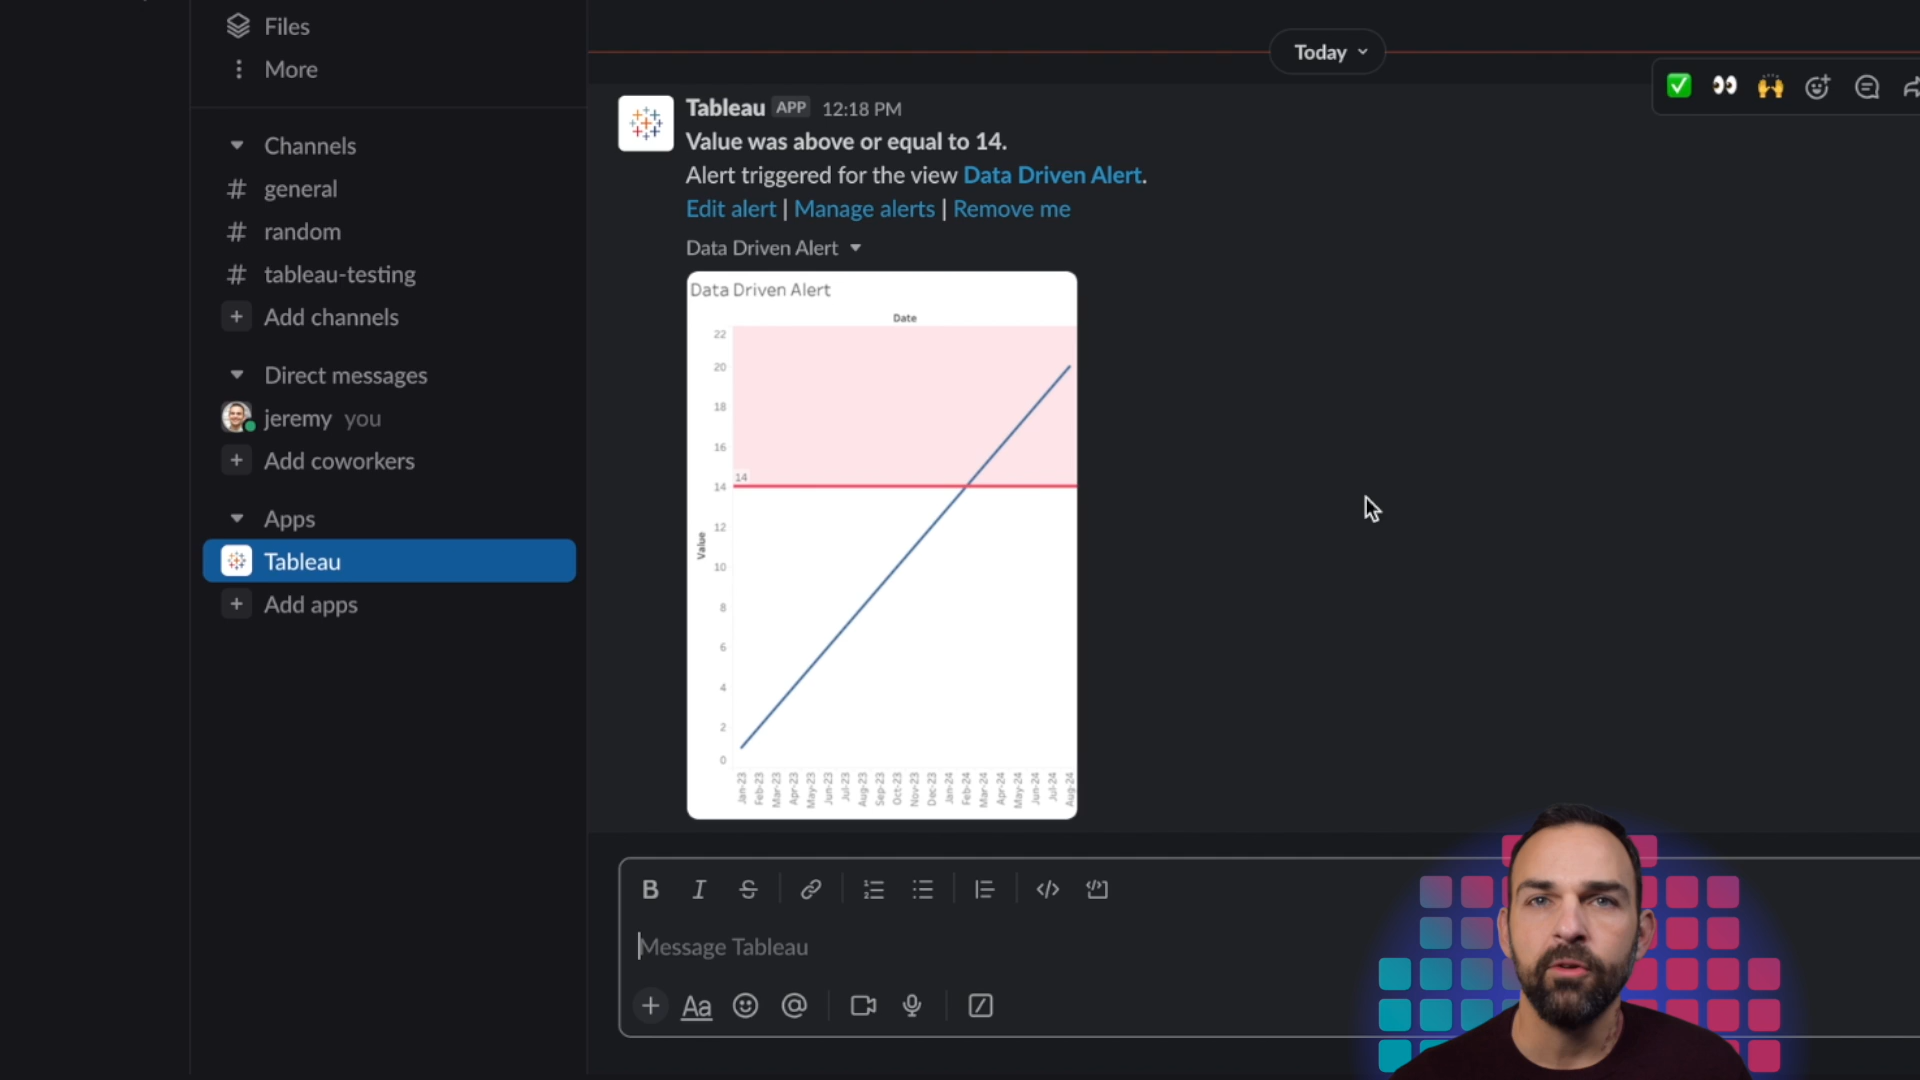 Files
More
Channels
general
random
tableau-testing
Add channels
Direct messages
jeremy you
Add coworkers
Apps
Tableau
Add apps
Today
Tableau APP 12:18 PM
Value was above or equal to 14.
Alert triggered for the view Data Driven Alert.
Edit alert | Manage alerts | Remove me
Data Driven Alert
Data Driven Alert
Date
22
20
18
16
14
14
12
10
8
6
4
2
0
Value
Jan-23
Feb-23
Mar-23
Apr-23
May-23
Jun-23
Jul-23
Aug-23
Sep-23
Oct-23
Nov-23
Dec-23
Jan-24
Feb-24
Mar-24
Apr-24
May-24
Jun-24
Jul-24
Aug-24
Message Tableau
Aa